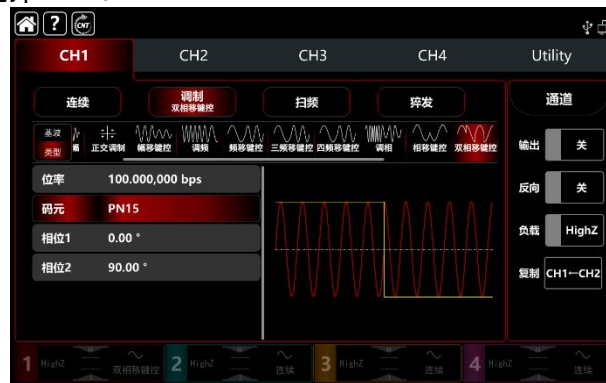 CNT
CH1 CH2 CH3 CH4 Utility
连续 调制 扫频 猝发 通道
双相移键控
基波
类型 正交调制 幅移键控 调频 频移键控 三频移键控 四频移键控 调相 相移键控 双相移键控
输出 关
位率 100.000,000 bps
反向 关
码元 PN15
相位1 0.00 °
负载 HighZ
相位2 90.00 °
复制 CH1←CH2
1 HighZ 双相移键控 2 HighZ 连续 3 HighZ 连续 4 HighZ 连续